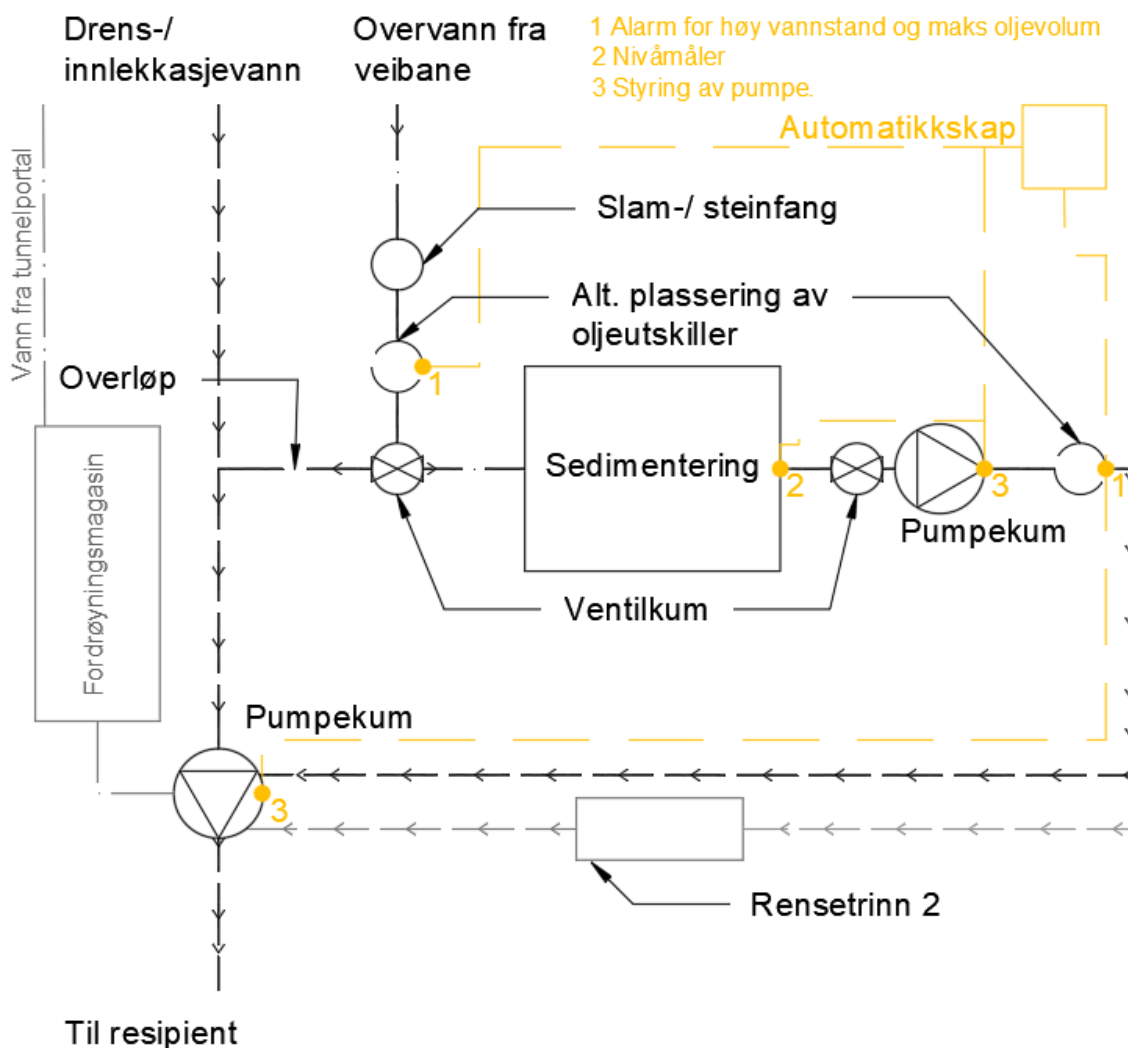 Drens-/
innlekkasjevann
Overvann fra
veibane
1 Alarm for høy vannstand og maks oljevolum
2 Nivåmåler
3 Styring av pumpe.
Automatikkskap
Vann fra tunnelportal
Slam-/ steinfang
Alt. plassering av
oljeutskiller
Overløp
1
Sedimentering
2
3
1
Pumpekum
Ventilkum
Fordrøyningsmagasin
Pumpekum
3
Rensetrinn 2
Til resipient